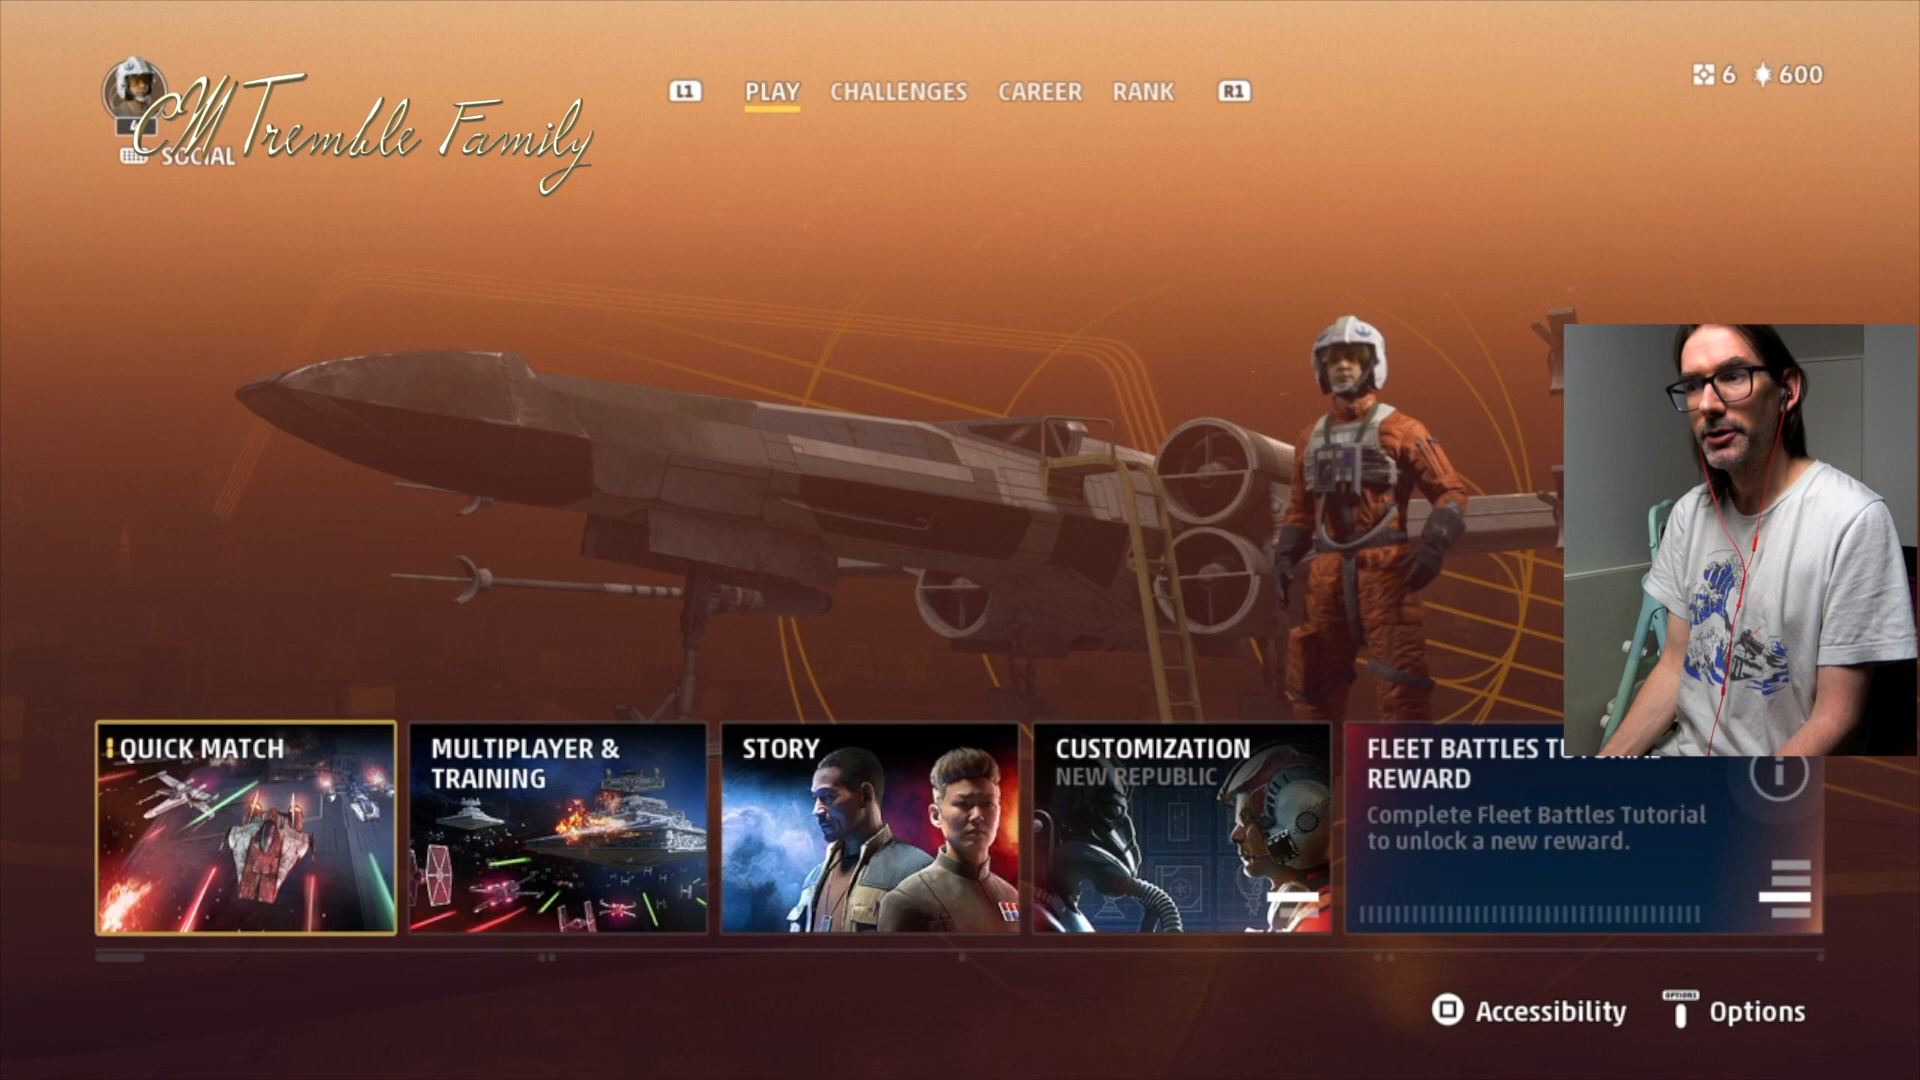 CM Tremble Family
SOCIAL
L1 PLAY CHALLENGES CAREER RANK R1
6 600
QUICK MATCH
MULTIPLAYER &
TRAINING
STORY
CUSTOMIZATION
NEW REPUBLIC
FLEET BATTLES TUTORIAL
REWARD
Complete Fleet Battles Tutorial
to unlock a new reward.
Accessibility OPTIONS Options